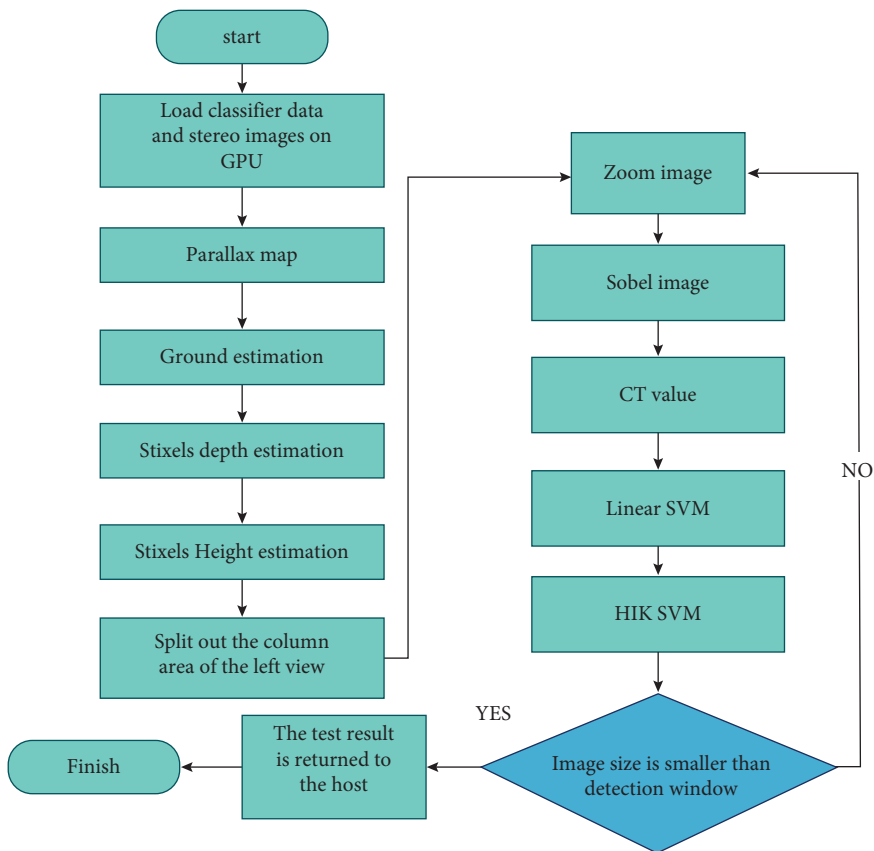 start
Load classifier data
and stereo images on
GPU
Parallax map
Ground estimation
Stixels depth estimation
Stixels Height estimation
Split out the column
area of the left view
Zoom image
Sobel image
CT value
Linear SVM
HIK SVM
Image size is smaller than
detection window
NO
YES
The test result
is returned to
the host
Finish